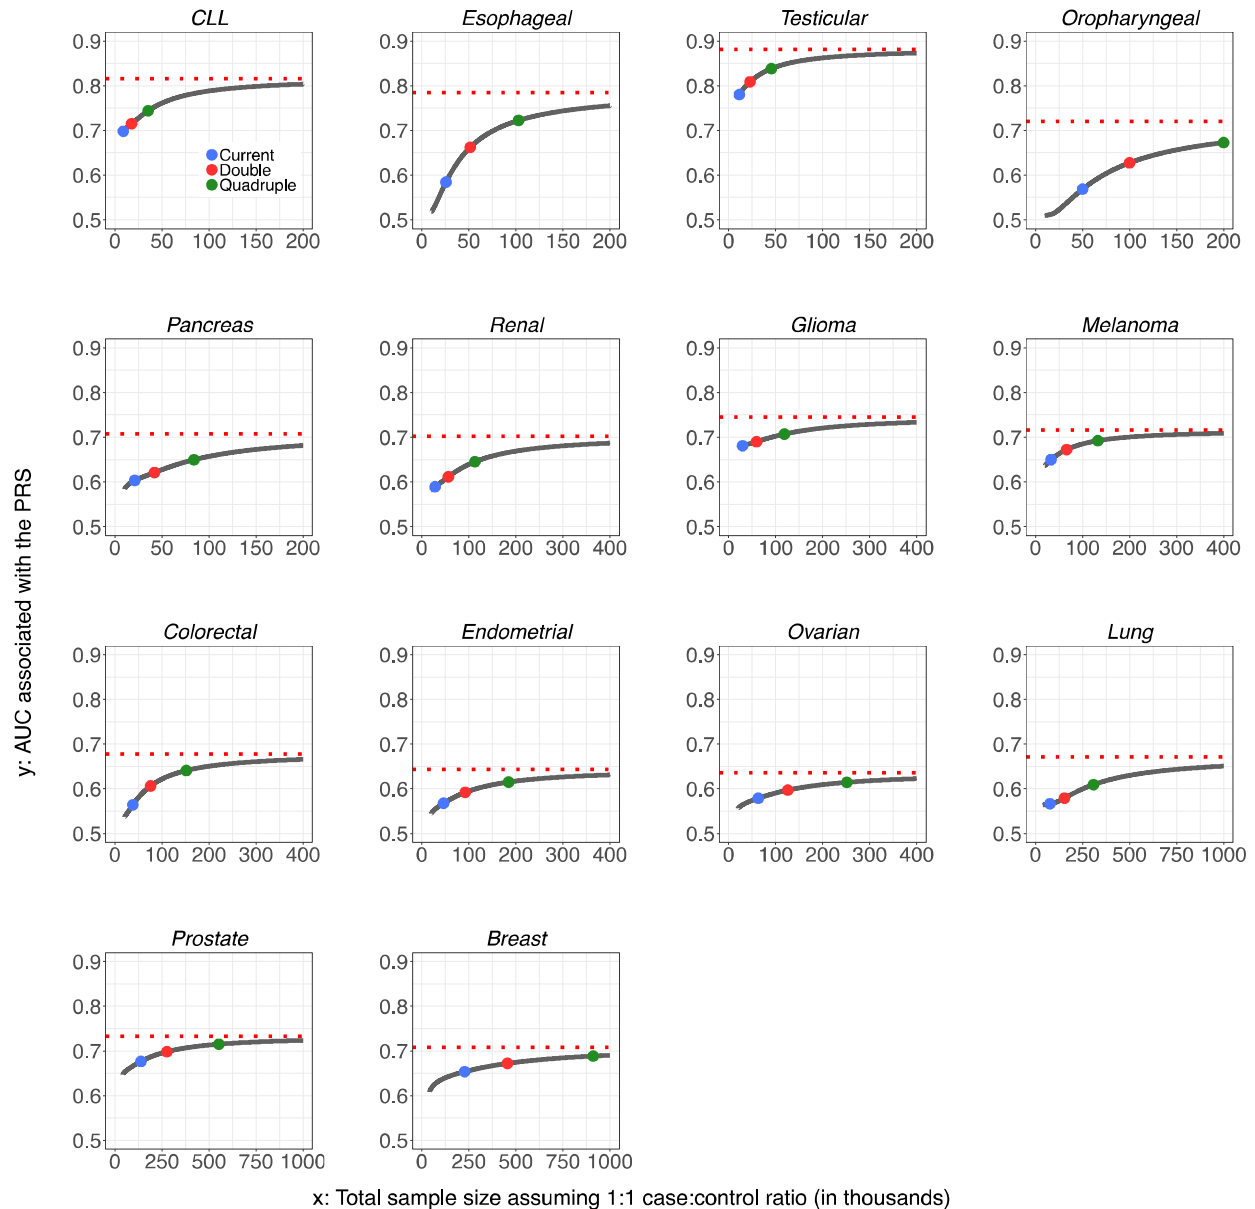 CLL
Esophageal
Testicular
Oropharyngeal
0.9
0.8
0.7
0.6
0.5
0 50 100 150 200
Current
Double
Quadruple
0.9
0.8
0.7
0.6
0.5
0 50 100 150 200
0.9
0.8
0.7
0.6
0.5
0 50 100 150 200
0.9
0.8
0.7
0.6
0.5
0 50 100 150 200
Pancreas
Renal
Glioma
Melanoma
0.9
0.8
0.7
0.6
0.5
0 50 100 150 200
0.9
0.8
0.7
0.6
0.5
0 100 200 300 400
0.9
0.8
0.7
0.6
0.5
0 100 200 300 400
0.9
0.8
0.7
0.6
0.5
0 100 200 300 400
y: AUC associated with the PRS
Colorectal
Endometrial
Ovarian
Lung
0.9
0.8
0.7
0.6
0.5
0 100 200 300 400
0.9
0.8
0.7
0.6
0.5
0 100 200 300 400
0.9
0.8
0.7
0.6
0.5
0 100 200 300 400
0.9
0.8
0.7
0.6
0.5
0 250 500 750 1000
Prostate
Breast
0.9
0.8
0.7
0.6
0.5
0 250 500 750 1000
0.9
0.8
0.7
0.6
0.5
0 250 500 750 1000
x: Total sample size assuming 1:1 case:control ratio (in thousands)